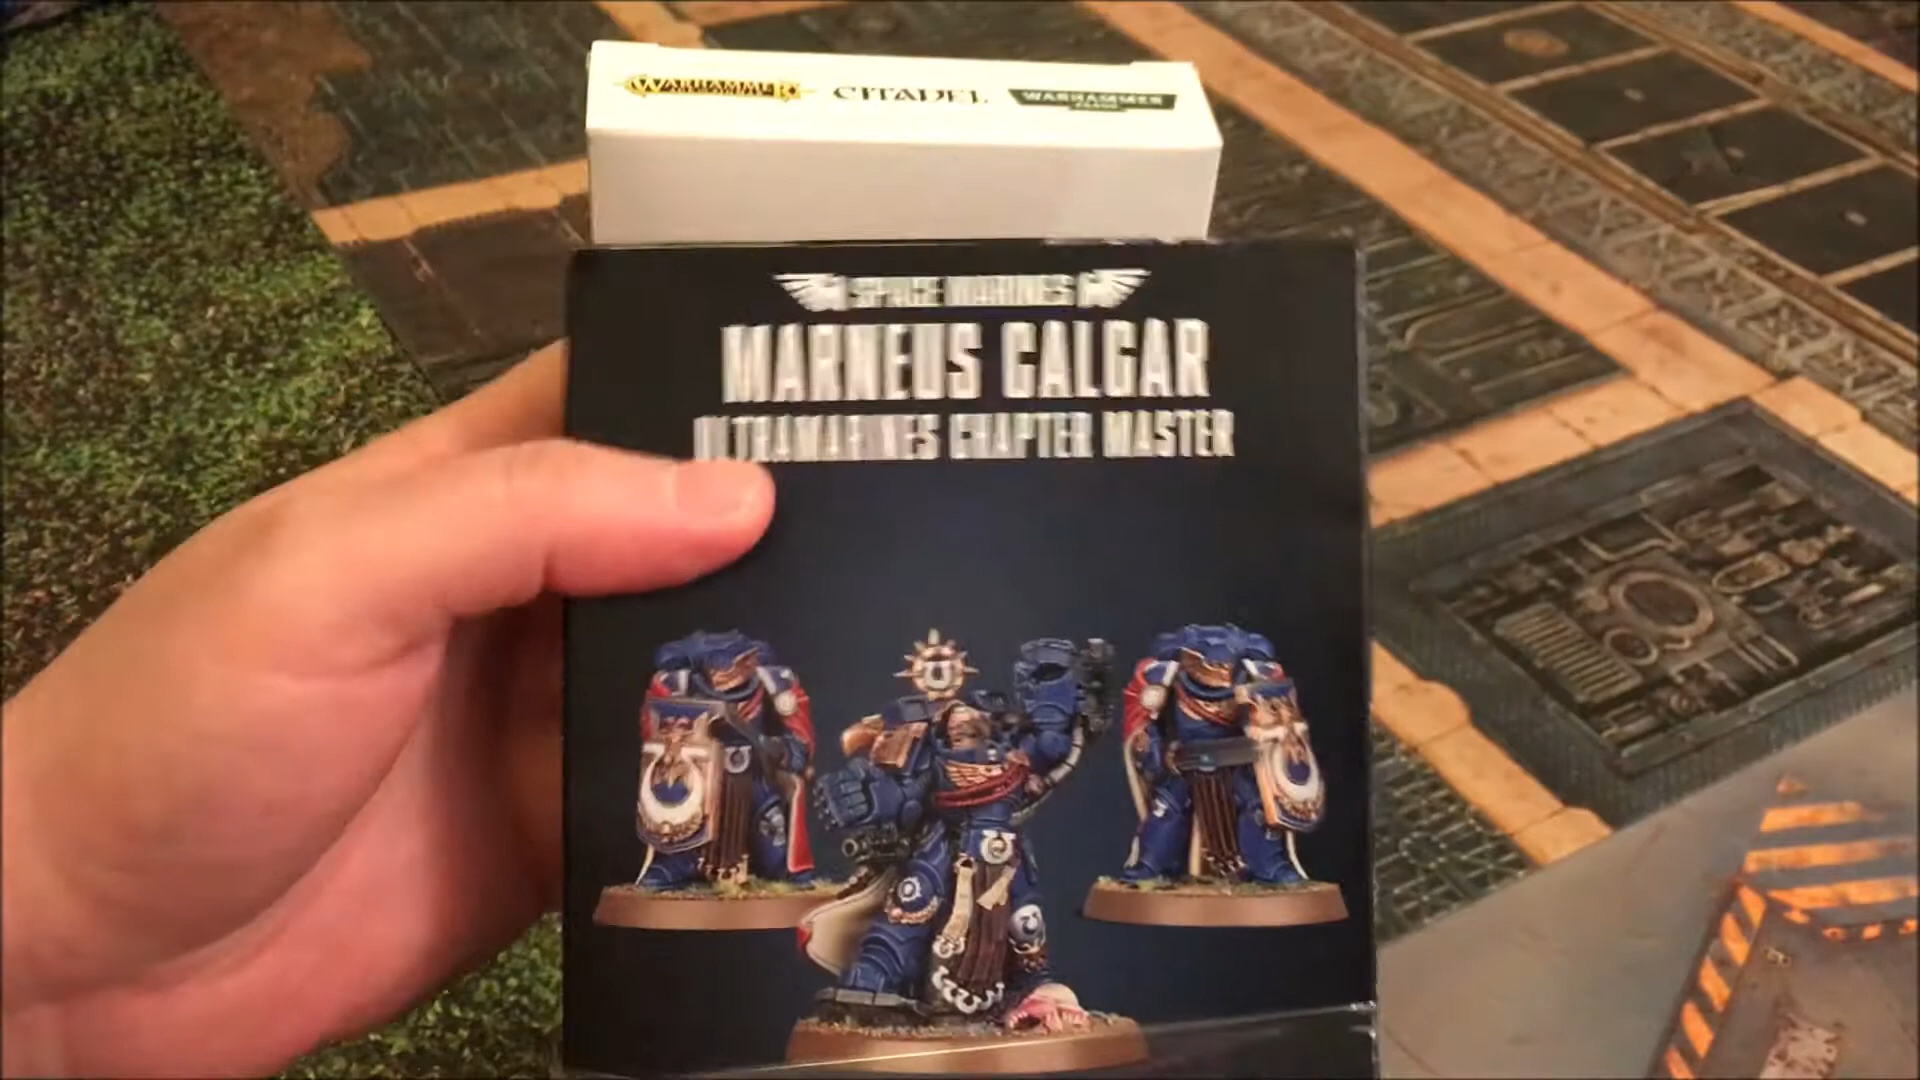 WARHAMMER
CITADEL
WARHAMMER
SPACE MARINES
MARNEUS CALGAR
ULTRAMARINES CHAPTER MASTER